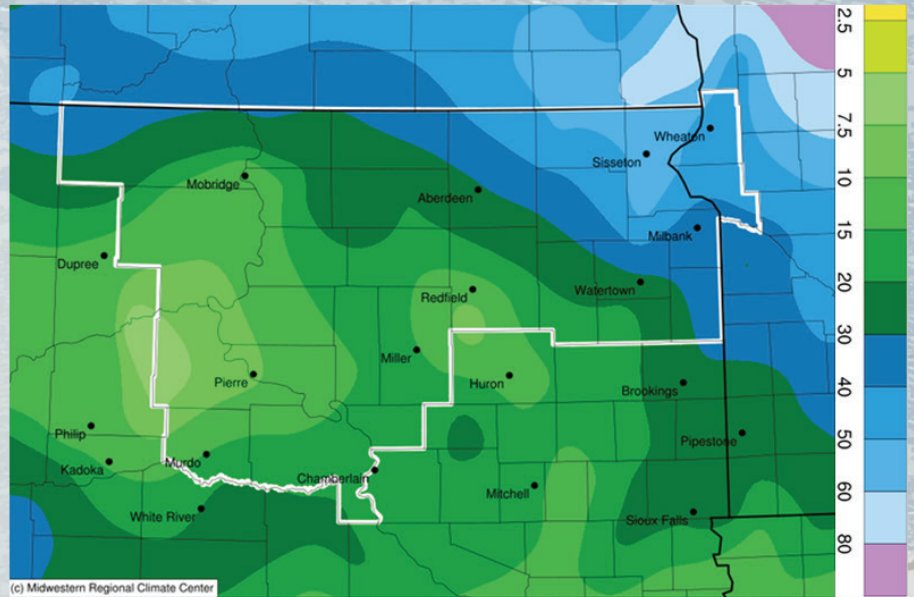 Wheaton
Sisseton
Mobridge
Aberdeen
Milbank
Dupree
Watertown
Redfield
Miller
Pierre
Huron
Brookings
Philip
Pipestone
Kadoka
Murdo
Chamberlain
Mitchell
White River
Sioux Falls
(c) Midwestern Regional Climate Center
2.5
5
7.5
10
15
20
30
40
50
60
80